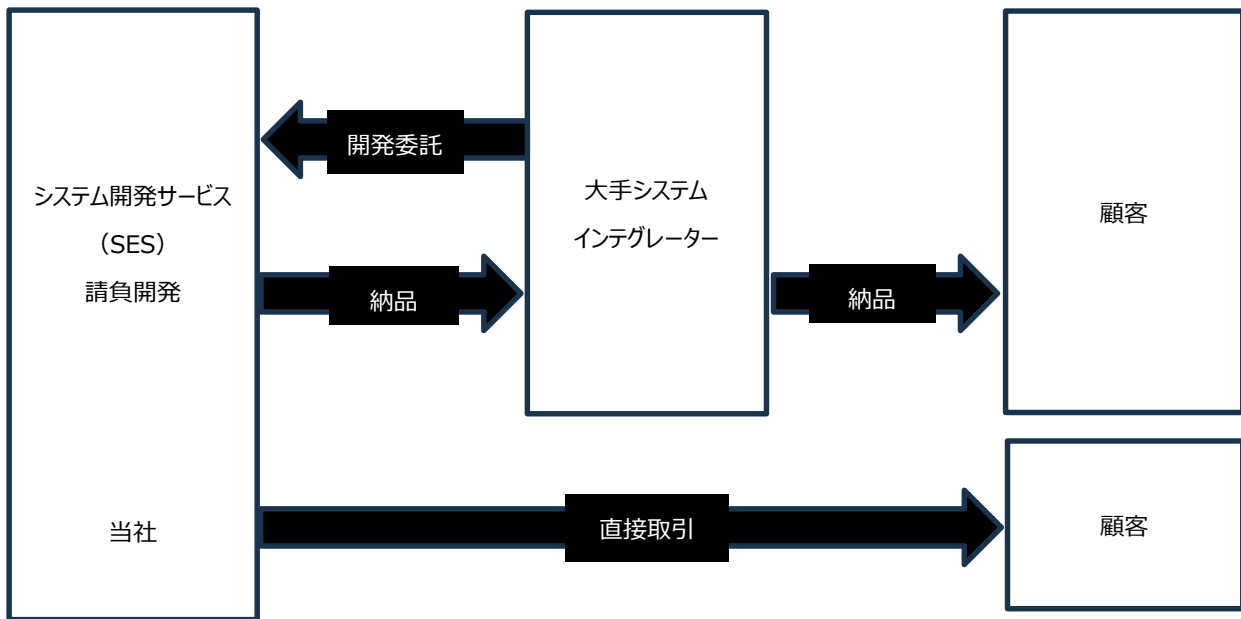 システム開発サービス
（SES）
請負開発
当社
開発委託
納品
大手システム
インテグレーター
納品
顧客
直接取引
顧客